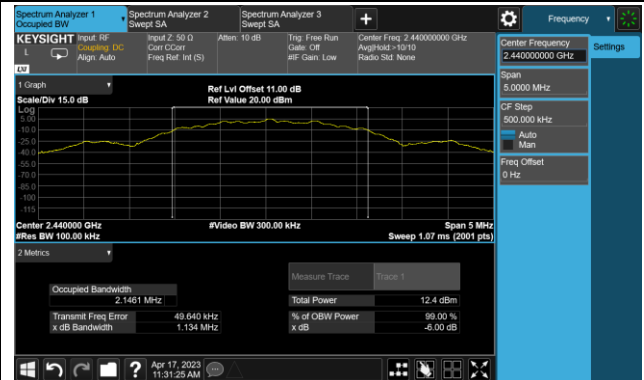 Spectrum Analyzer 1
Occupied BW
Spectrum Analyzer 2
Swept SA
Spectrum Analyzer 3
Swept SA
+
Frequency
KEYSIGHT
L
LXI
Input: RF
Coupling: DC
Align: Auto
Input Z: 50 Ω
Corr CCorr
Freq Ref: Int (S)
Atten: 10 dB
Trig: Free Run
Gate: Off
#IF Gain: Low
Center Freq: 2.440000000 GHz
Avg|Hold:>10/10
Radio Std: None
Center Frequency
2.440000000 GHz
Settings
Span
5.0000 MHz
CF Step
500.000 kHz
Auto
Man
Freq Offset
0 Hz
1 Graph
Scale/Div 15.0 dB
Ref Lvl Offset 11.00 dB
Ref Value 20.00 dBm
Log
5.00
-10.0
-25.0
-40.0
-55.0
-70.0
-85.0
-100
-115
Center 2.440000 GHz
#Res BW 100.00 kHz
#Video BW 300.00 kHz
Span 5 MHz
Sweep 1.07 ms (2001 pts)
2 Metrics
Measure Trace
Trace 1
Occupied Bandwidth
2.1461 MHz
Total Power
12.4 dBm
Transmit Freq Error
49.640 kHz
% of OBW Power
99.00 %
x dB Bandwidth
1.134 MHz
x dB
-6.00 dB
?
Apr 17, 2023
11:31:25 AM